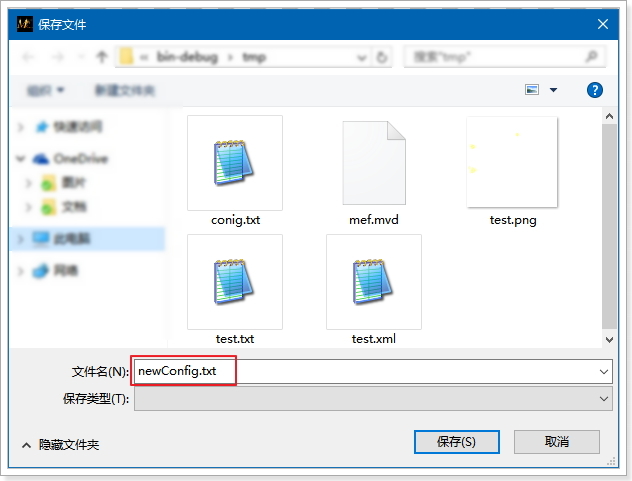 保存文件
« bin-debug › tmp
搜索"tmp"
组织
新建文件夹
快速访问
OneDrive
图片
文档
此电脑
网络
conig.txt
mef.mvd
test.png
test.txt
test.xml
文件名(N): newConfig.txt
保存类型(T):
隐藏文件夹
保存(S)
取消